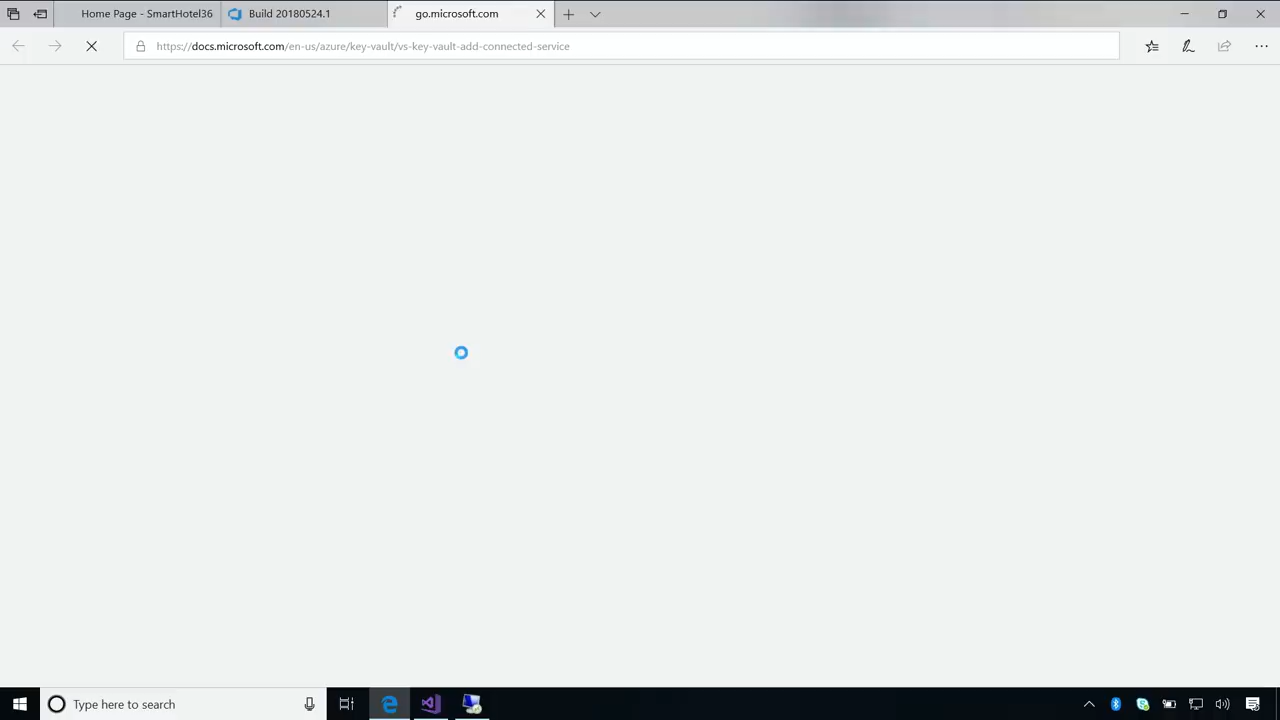 Home Page - SmartHotel36
Build 20180524.1
go.microsoft.com
https://docs.microsoft.com/en-us/azure/key-vault/vs-key-vault-add-connected-service
Type here to search